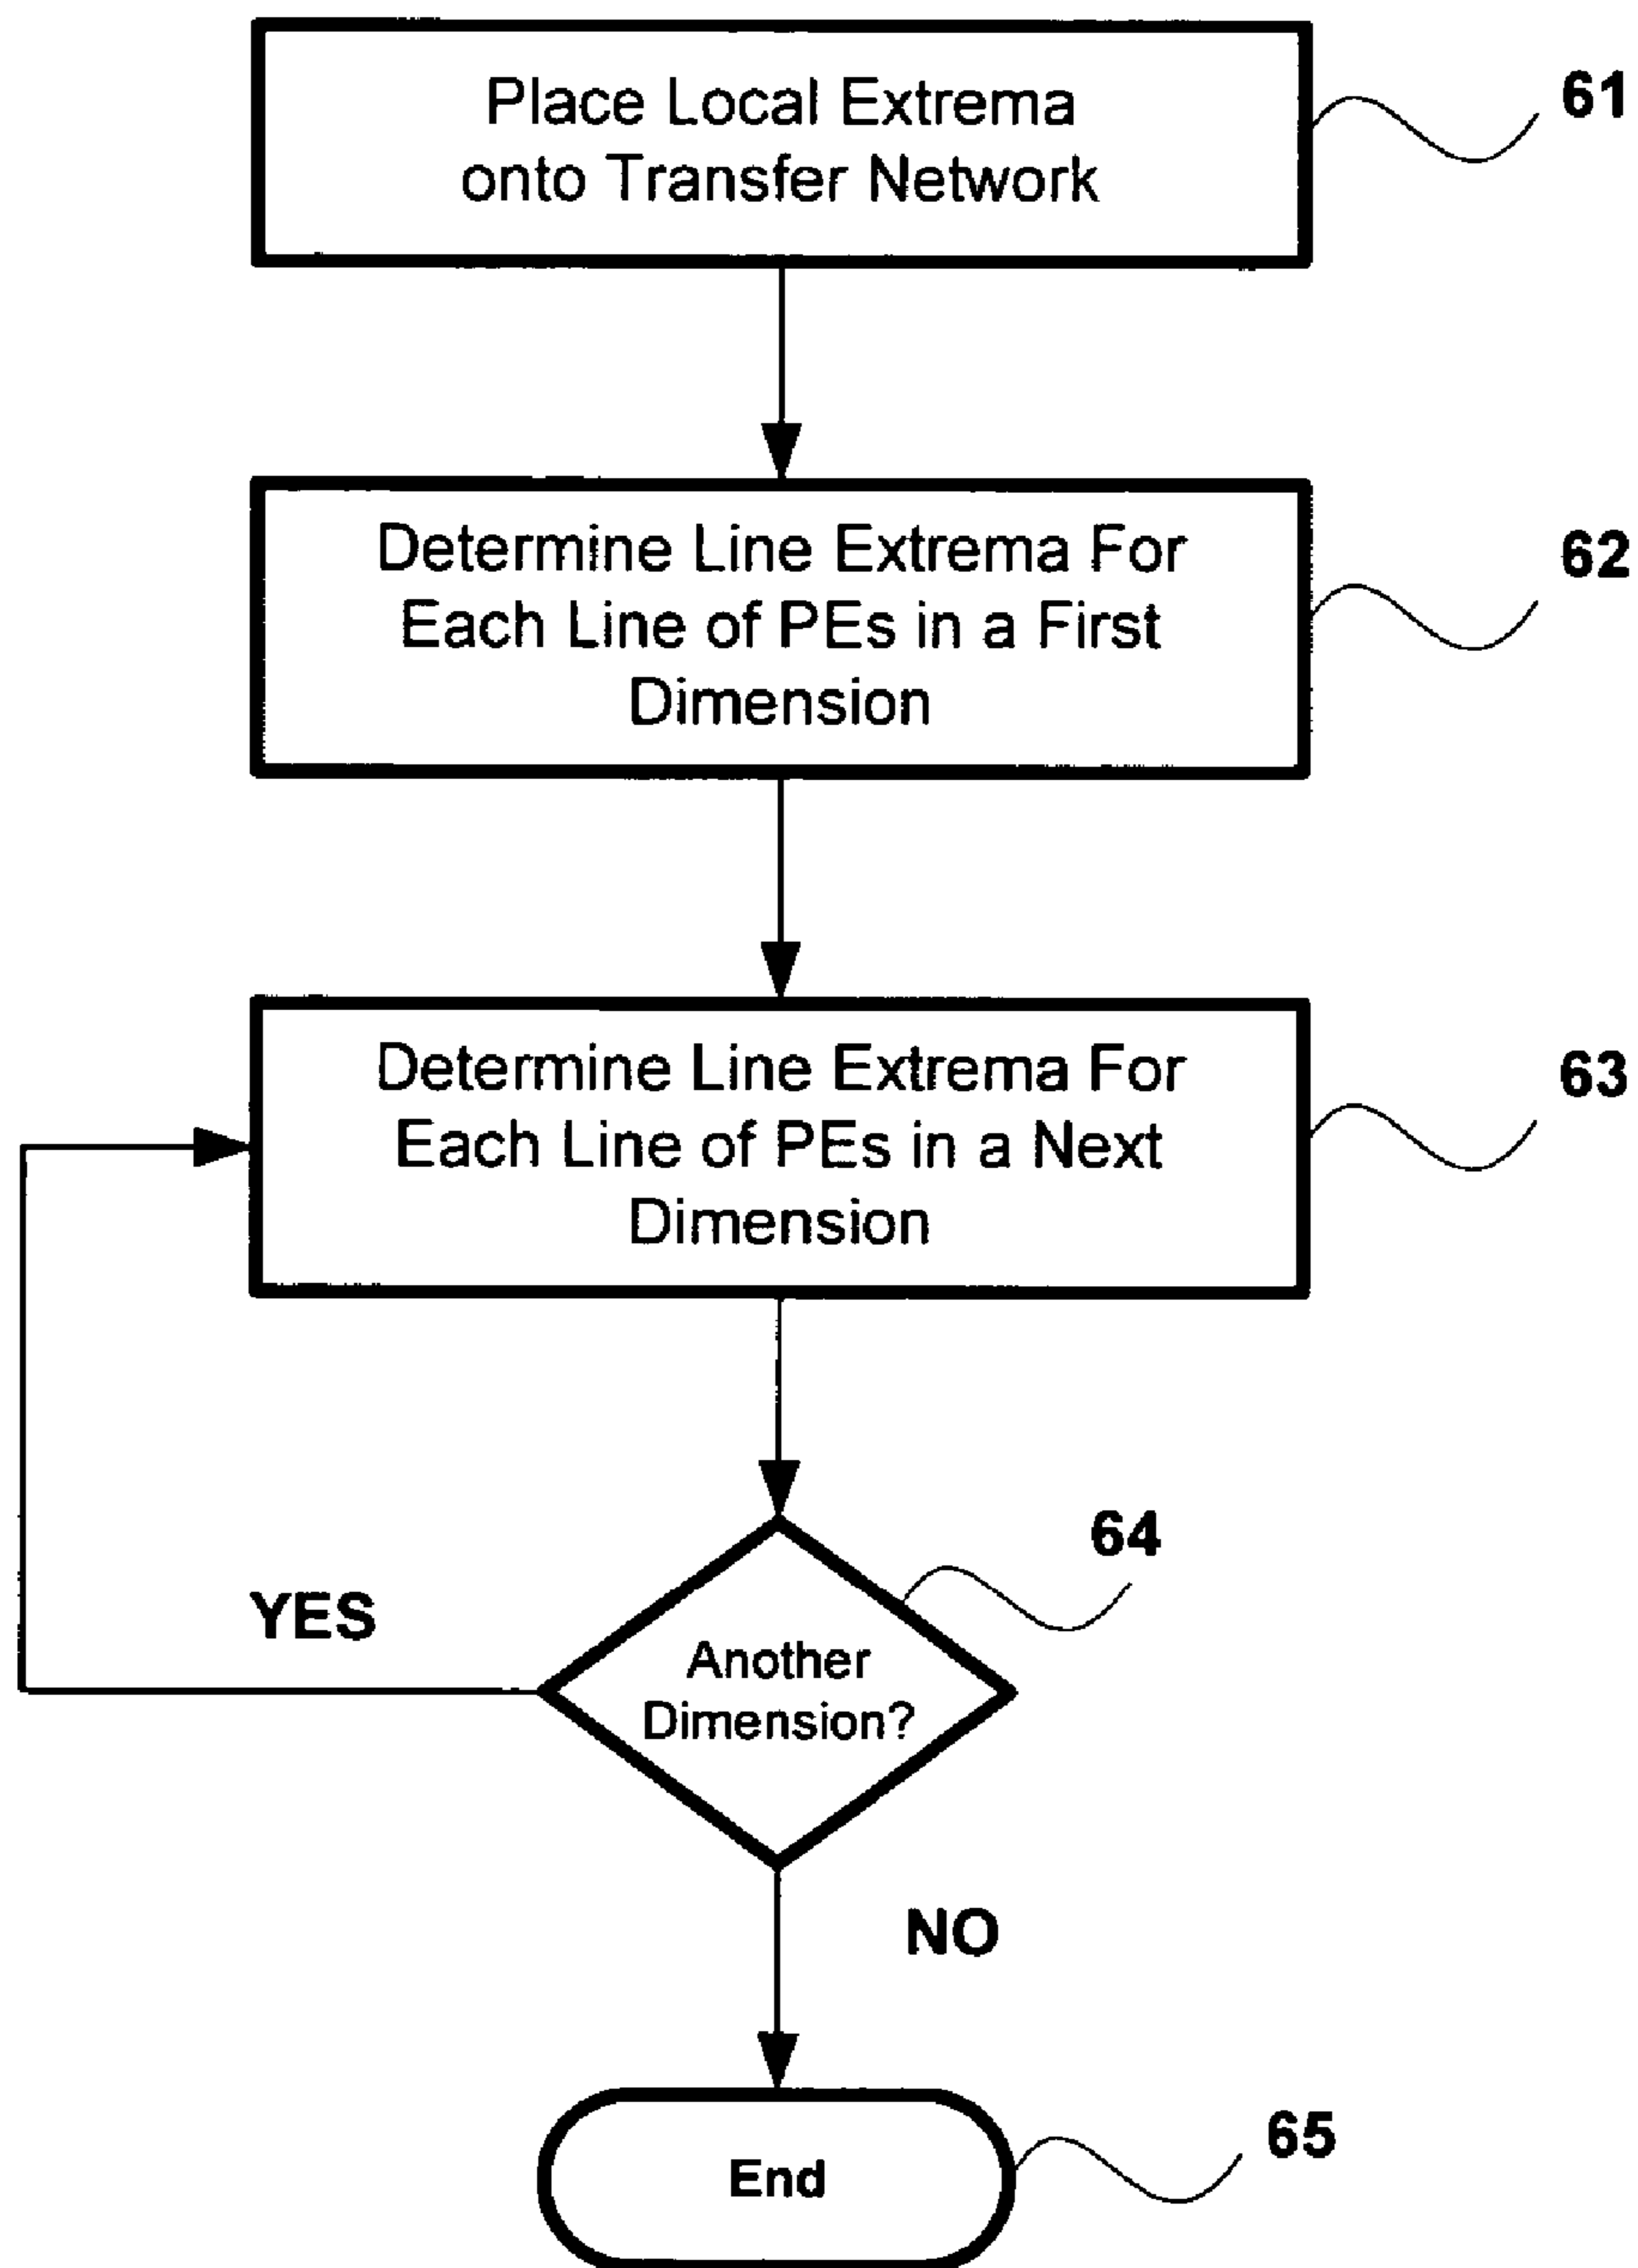 Place Local Extrema
onto Transfer Network
61
Determine Line Extrema For
Each Line of PEs in a First
Dimension
62
Determine Line Extrema For
Each Line of PEs in a Next
Dimension
63
64
YES
Another
Dimension?
NO
65
End